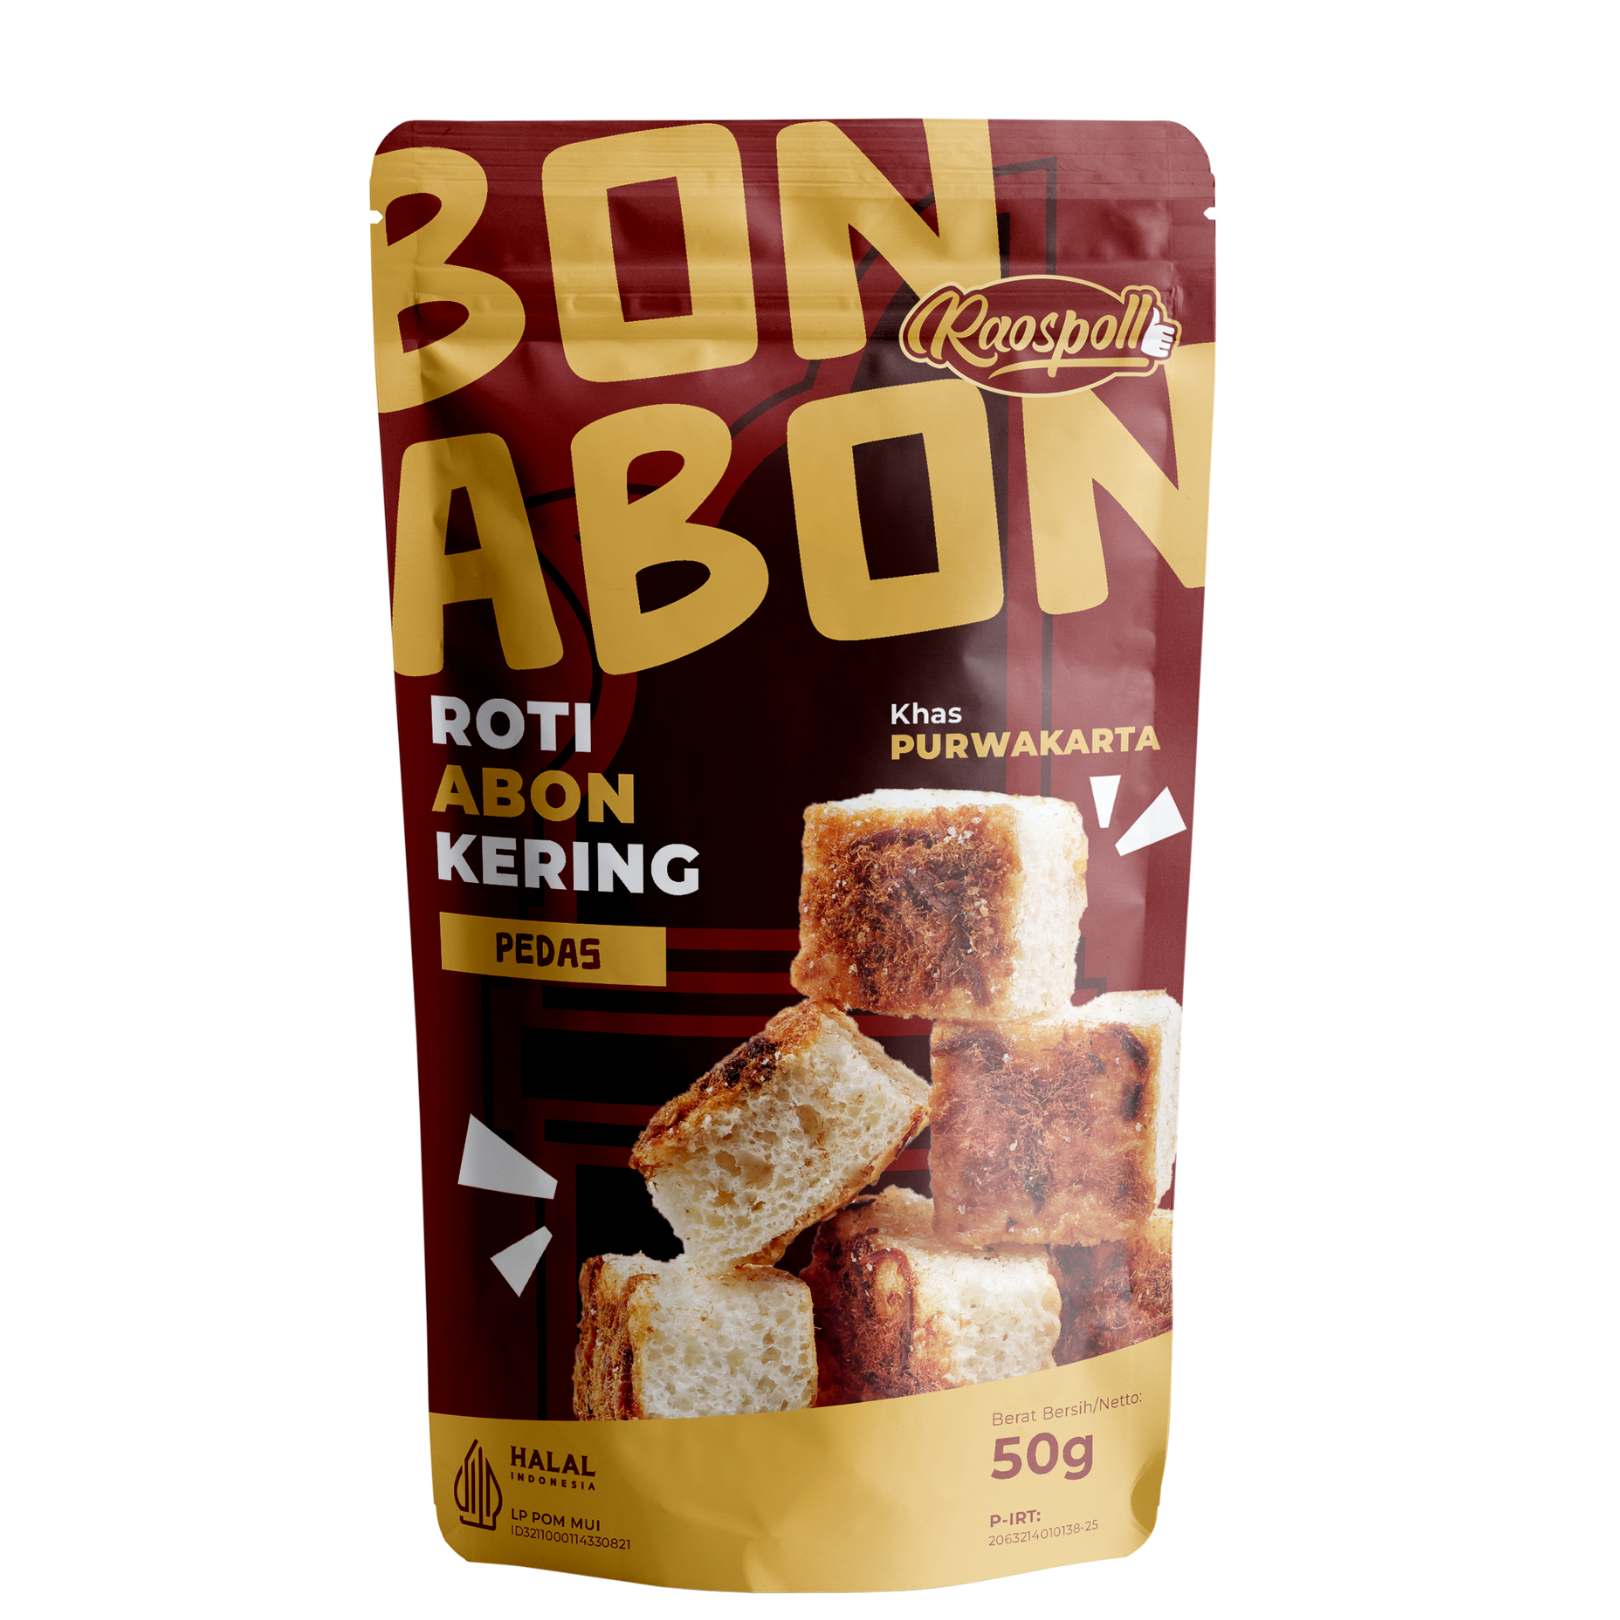 BON
Raospoll
ABON
ROTI
ABON
KERING
PEDAS
Khas
PURWAKARTA
HALAL
INDONESIA
LP POM MUI
ID3211000114330821
Berat Bersih/Netto:
50g
P-IRT:
2063214010138-25